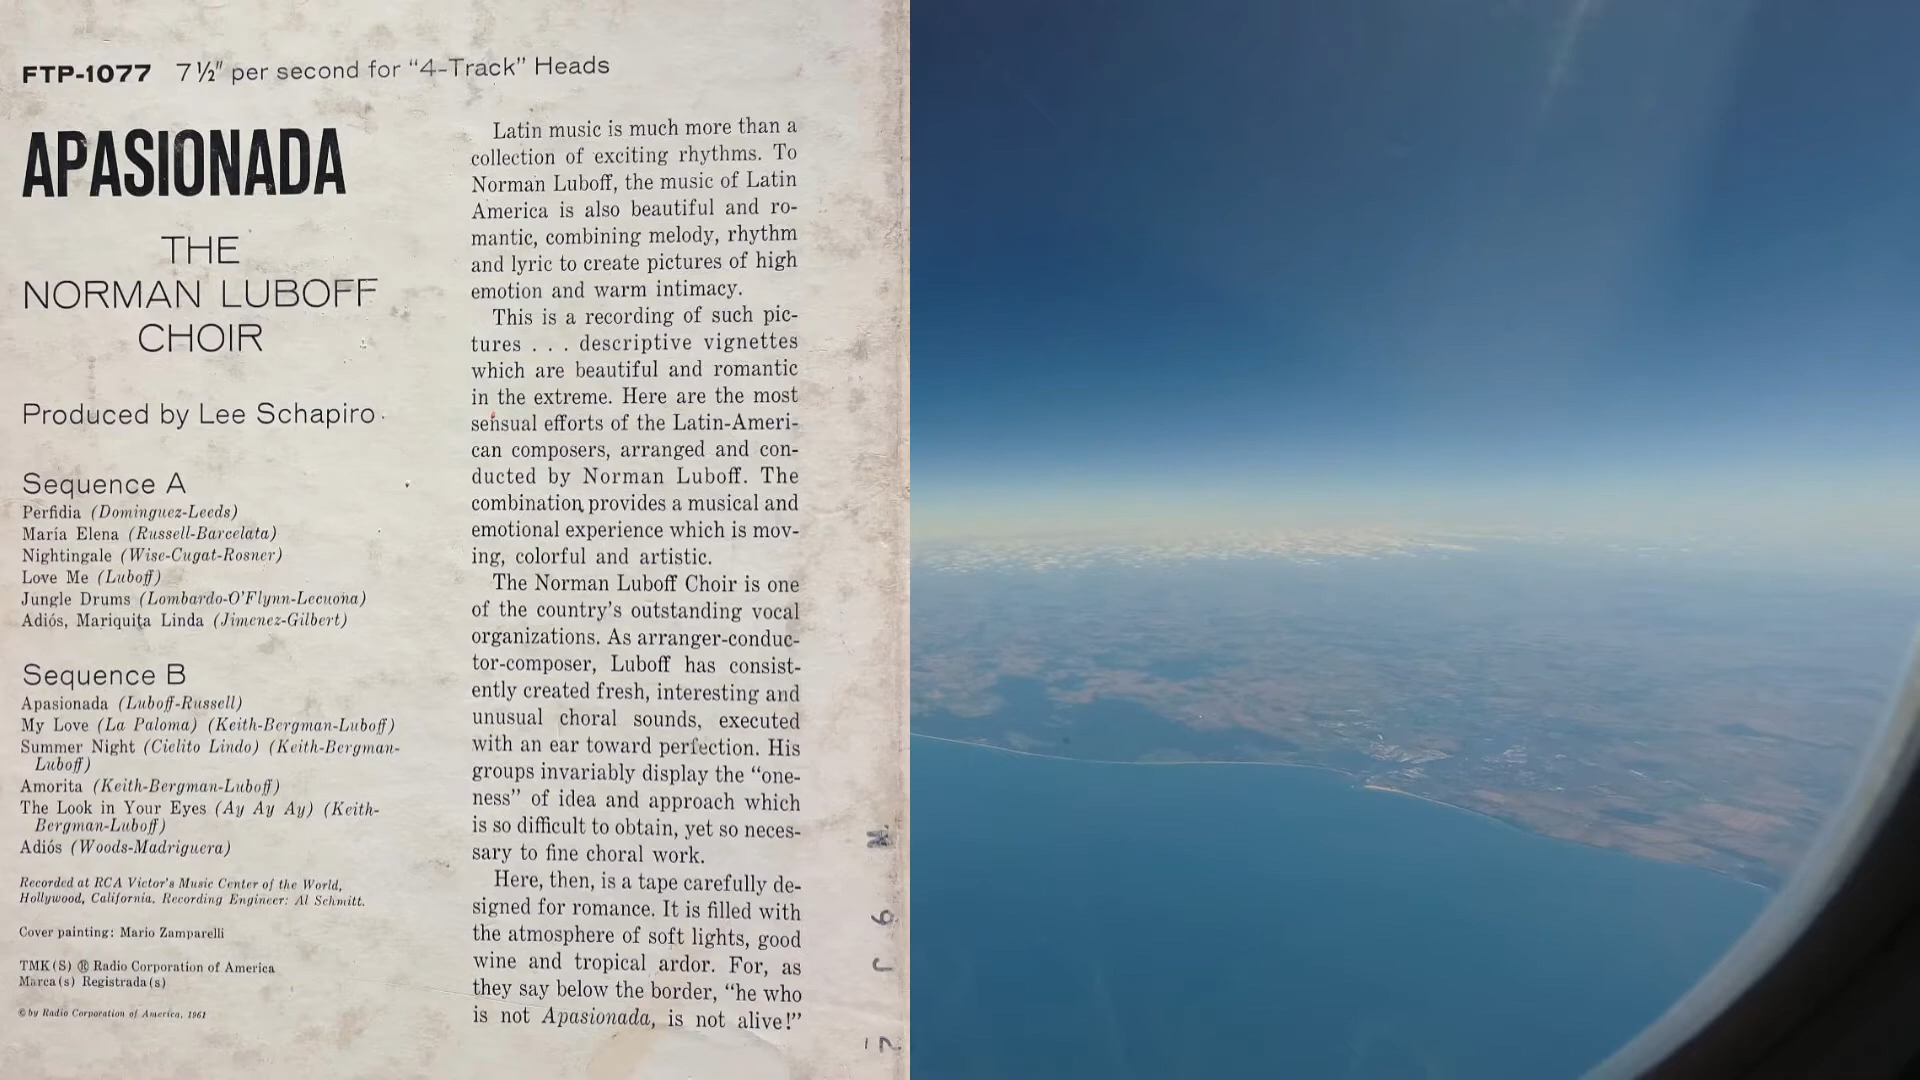 FTP-1077 7½" per second for "4-Track" Heads
APASIONADA
THE
NORMAN LUBOFF
CHOIR
Produced by Lee Schapiro
Sequence A
Perfidia (Dominguez-Leeds)
María Elena (Russell-Barcelata)
Nightingale (Wise-Cugat-Rosner)
Love Me (Luboff)
Jungle Drums (Lombardo-O'Flynn-Lecuona)
Adiós, Mariquita Linda (Jimenez-Gilbert)
Sequence B
Apasionada (Luboff-Russell)
My Love (La Paloma) (Keith-Bergman-Luboff)
Summer Night (Cielito Lindo) (Keith-Bergman-
Luboff)
Amorita (Keith-Bergman-Luboff)
The Look in Your Eyes (Ay Ay Ay) (Keith-
Bergman-Luboff)
Adiós (Woods-Madriguera)
Recorded at RCA Victor's Music Center of the World,
Hollywood, California. Recording Engineer: Al Schmitt.
Cover painting: Mario Zamparelli
TMK(S) ® Radio Corporation of America
Marca(s) Registrada(s)
© by Radio Corporation of America, 1961
Latin music is much more than a
collection of exciting rhythms. To
Norman Luboff, the music of Latin
America is also beautiful and ro-
mantic, combining melody, rhythm
and lyric to create pictures of high
emotion and warm intimacy.
This is a recording of such pic-
tures . . . descriptive vignettes
which are beautiful and romantic
in the extreme. Here are the most
sensual efforts of the Latin-Ameri-
can composers, arranged and con-
ducted by Norman Luboff. The
combination provides a musical and
emotional experience which is mov-
ing, colorful and artistic.
The Norman Luboff Choir is one
of the country's outstanding vocal
organizations. As arranger-conduc-
tor-composer, Luboff has consist-
ently created fresh, interesting and
unusual choral sounds, executed
with an ear toward perfection. His
groups invariably display the "one-
ness" of idea and approach which
is so difficult to obtain, yet so neces-
sary to fine choral work.
Here, then, is a tape carefully de-
signed for romance. It is filled with
the atmosphere of soft lights, good
wine and tropical ardor. For, as
they say below the border, "he who
is not Apasionada, is not alive!"